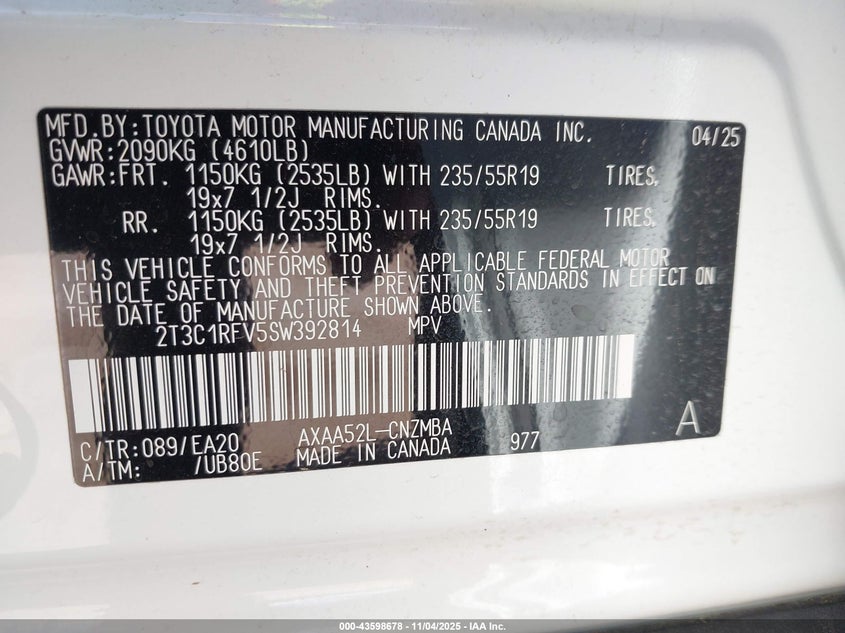 MFD.BY:TOYOTA MOTOR MANUFACTURING CANADA INC. 04/25
GVWR:2090KG (4610LB)
GAWR:FRT. 1150KG (2535LB) WITH 235/55R19 TIRES,
19x7 1/2J RIMS.
RR. 1150KG (2535LB) WITH 235/55R19 TIRES,
19x7 1/2J RIMS.
THIS VEHICLE CONFORMS TO ALL APPLICABLE FEDERAL MOTOR
VEHICLE SAFETY AND THEFT PREVENTION STANDARDS IN EFFECT ON
THE DATE OF MANUFACTURE SHOWN ABOVE.
2T3C1RFV5SW392814 MPV
C/TR:089/EA20 AXAA52L-CNZMBA 977 A
A/TM: /UB80E MADE IN CANADA
000-43598678 - 11/04/2025 - IAA Inc.